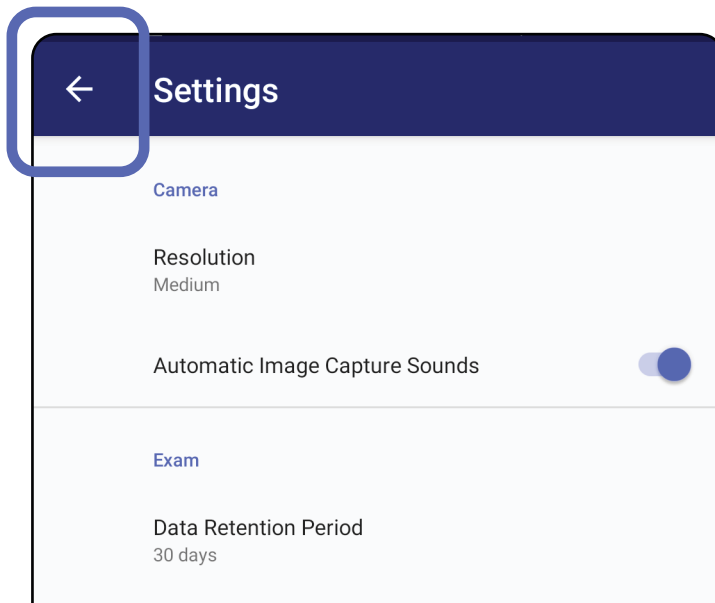 Settings
Camera
Resolution
Medium
Automatic Image Capture Sounds
Exam
Data Retention Period
30 days